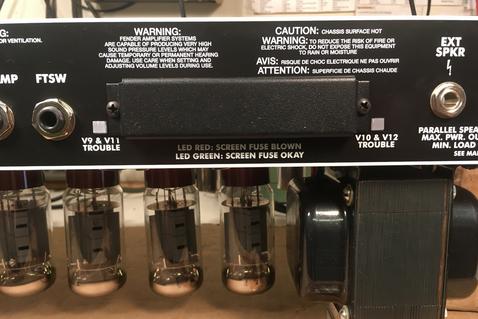 G:
OR VENTILATION.
WARNING:
FENDER AMPLIFIER SYSTEMS
ARE CAPABLE OF PRODUCING VERY HIGH
SOUND PRESSURE LEVELS WHICH MAY
CAUSE TEMPORARY OR PERMANENT HEARING
DAMAGE. USE CARE WHEN SETTING AND
ADJUSTING VOLUME LEVELS DURING USE.
CAUTION: CHASSIS SURFACE HOT
WARNING: TO REDUCE THE RISK OF FIRE OR
ELECTRIC SHOCK, DO NOT EXPOSE THIS EQUIPMENT
TO RAIN OR MOISTURE
AVIS: RISQUE DE CHOC ELECTRIQUE NE PAS OUVRIR
ATTENTION: SUPERFICIE DE CHASSIS CHAUDE
EXT
SPKR
MP
FTSW
V9 & V11
TROUBLE
LED RED: SCREEN FUSE BLOWN
LED GREEN: SCREEN FUSE OKAY
V10 & V12
TROUBLE
PARALLEL SPEA
MAX. PWR. OU
MIN. LOAD
SEE MA